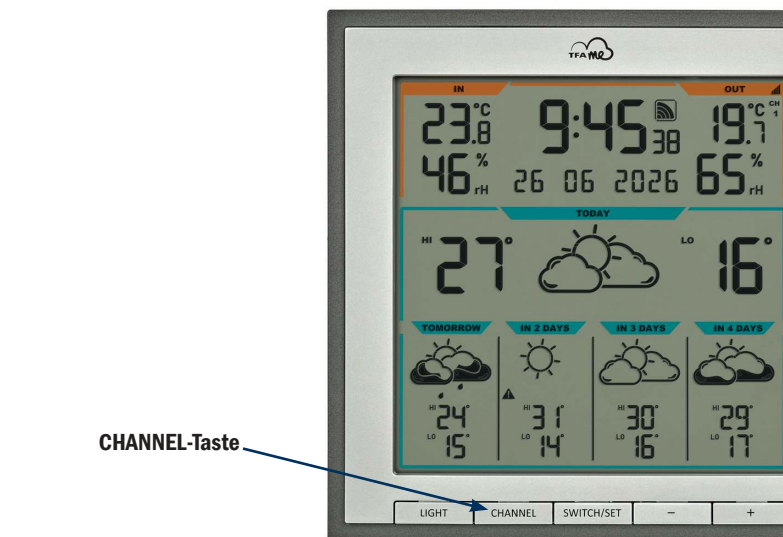 TFA me
IN OUT
23.8 °C 9:45 38 19.7 °C CH 1
46 % rH 26 06 2026 65 % rH
TODAY
HI 27° LO 16°
TOMORROW IN 2 DAYS IN 3 DAYS IN 4 DAYS
HI 24° HI 31° HI 30° HI 29°
LO 15° LO 14° LO 16° LO 17°
CHANNEL-Taste
LIGHT CHANNEL SWITCH/SET − +